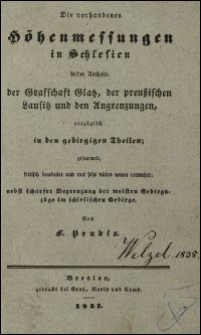 Die vorhandenen
Höhenmessungen
in Schlesien
beider Antheils,
der Grafschaft Glatz, der preußischen
Lausitz und den Angrenzungen,
vorzüglich
in den gebirgigen Theilen;
gesammelt,
kritisch bearbeitet und mit sehr vielen neuen vermehrt;
nebst scharfer Begrenzung der meisten Gebirgs-
züge im schlesischen Gebirge.
Von
F. Prudlo.
Welzel. 1838.
Breslau,
gedruckt bei Graß, Barth und Comp.
1837.